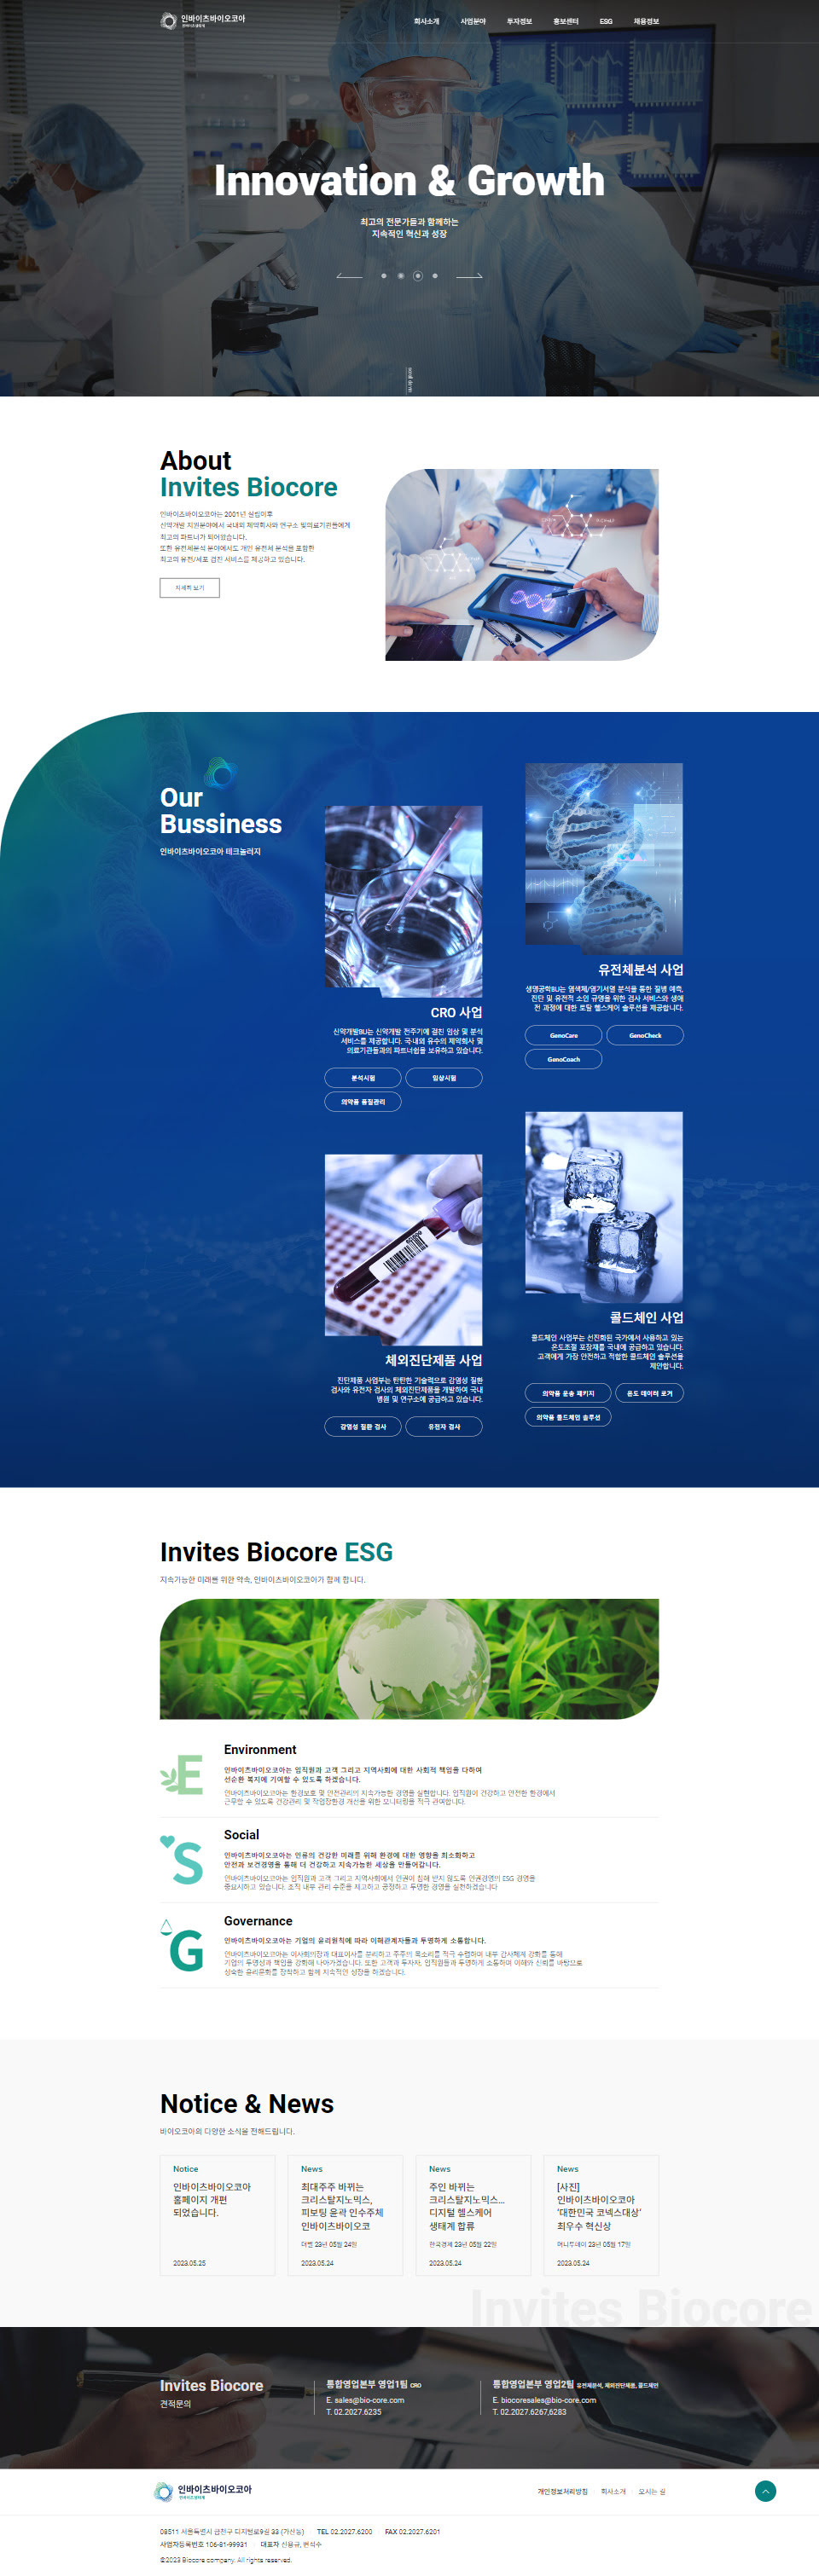 인바이츠바이오코아
회사소개 사업분야 투자정보 홍보센터 ESG 채용정보
Innovation & Growth
최고의 전문가들과 함께하는
지속적인 혁신과 성장
scroll down
About
Invites Biocore
인바이츠바이오코아는 2001년 설립이후
신약개발 지원분야에서 국내외 제약회사와 연구소 및의료기관들에게
최고의 파트너가 되어왔습니다.
또한 유전체분석 분야에서도 개인 유전체 분석을 포함한
최고의 유전/세포 검진 서비스를 제공하고 있습니다.
자세히 보기
Our
Bussiness
인바이츠바이오코아 테크놀러지
유전체분석 사업
생명공학BU는 염색체/염기서열 분석을 통한 질병 예측,
진단 및 유전적 소인 규명을 위한 검사 서비스와 생애
전 과정에 대한 토탈 헬스케어 솔루션을 제공합니다.
GenoCare GenoCheck
GenoCoach
CRO 사업
신약개발BU는 신약개발 전주기에 걸친 임상 및 분석
서비스를 제공합니다. 국·내외 유수의 제약회사 및
의료기관들과의 파트너쉽을 보유하고 있습니다.
분석시험 임상시험
의약품 품질관리
콜드체인 사업
콜드체인 사업부는 선진화된 국가에서 사용하고 있는
온도조절 포장재를 국내에 공급하고 있습니다.
고객에게 가장 안전하고 적합한 콜드체인 솔루션을
제안합니다.
의약품 운송 패키지 온도 데이터 로거
의약품 콜드체인 솔루션
체외진단제품 사업
진단제품 사업부는 탄탄한 기술력으로 감염성 질환
검사와 유전자 검사의 체외진단제품을 개발하여 국내
병원 및 연구소에 공급하고 있습니다.
감염성 질환 검사 유전자 검사
Invites Biocore ESG
지속가능한 미래를 위한 약속, 인바이츠바이오코아가 함께 합니다.
E
Environment
인바이츠바이오코아는 임직원과 고객 그리고 지역사회에 대한 사회적 책임을 다하여
선순환 복지에 기여할 수 있도록 하겠습니다.
인바이츠바이오코아는 환경보호 및 안전관리의 지속가능한 경영을 실현합니다. 임직원이 건강하고 안전한 환경에서
근무할 수 있도록 건강관리 및 작업장환경 개선을 위한 모니터링을 적극 관여합니다.
S
Social
인바이츠바이오코아는 인류의 건강한 미래를 위해 환경에 대한 영향을 최소화하고
안전과 보건경영을 통해 더 건강하고 지속가능한 세상을 만들어갑니다.
인바이츠바이오코아는 임직원과 고객 그리고 지역사회에서 인권이 침해 받지 않도록 인권경영의 ESG 경영을
중요시하고 있습니다. 조직 내부 관리 수준을 제고하고 공정하고 투명한 경영을 실천하겠습니다
G
Governance
인바이츠바이오코아는 기업의 윤리원칙에 따라 이해관계자들과 투명하게 소통합니다.
인바이츠바이오코아는 이사회의장과 대표이사를 분리하고 주주의 목소리를 적극 수렴하며 내부 감사체계 강화를 통해
기업의 투명성과 책임을 강화해 나아가겠습니다. 또한 고객과 투자자, 임직원들과 투명하게 소통하며 이해와 신뢰를 바탕으로
성숙한 윤리문화를 정착하고 함께 지속적인 성장을 하겠습니다.
Notice & News
바이오코아의 다양한 소식을 전해드립니다.
Notice
인바이츠바이오코아
홈페이지 개편
되었습니다.
2023.05.25
News
최대주주 바뀌는
크리스탈지노믹스,
피보팅 윤곽 인수주체
인바이츠바이오코
더벨 23년 05월 24일
2023.05.24
News
주인 바뀌는
크리스탈지노믹스...
디지털 헬스케어
생태계 합류
한국경제 23년 05월 22일
2023.05.24
News
[사진]
인바이츠바이오코아
'대한민국 코넥스대상'
최우수 혁신상
머니투데이 23년 05월 17일
2023.05.24
Invites Biocore
Invites Biocore
견적문의
통합영업본부 영업1팀 CRO
E. sales@bio-core.com
T. 02.2027.6235
통합영업본부 영업2팀 유전체분석, 체외진단제품, 콜드체인
E. biocoresales@bio-core.com
T. 02.2027.6267,6283
인바이츠바이오코아
개인정보처리방침 회사소개 오시는 길
08511 서울특별시 금천구 디지털로9길 33 (가산동) TEL 02.2027.6200 FAX 02.2027.6201
사업자등록번호 106-81-99931 대표자 신용규, 변석수
©2023 Biocore company. All rights reserved.